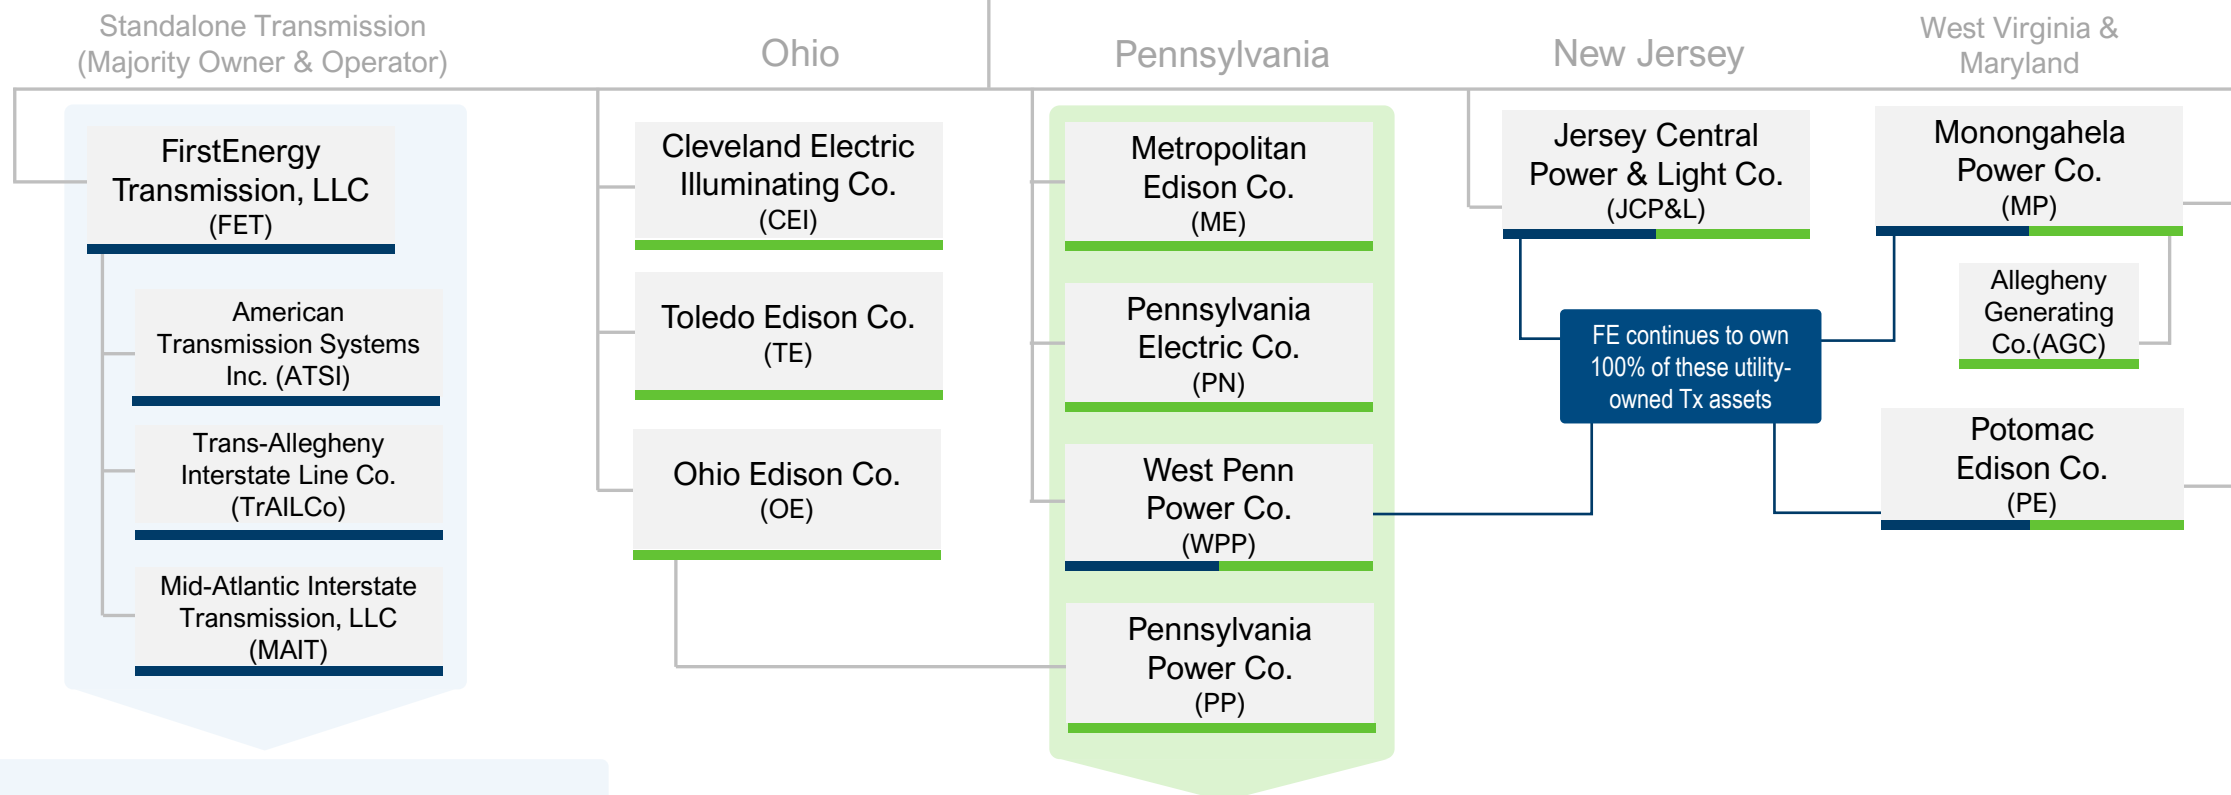 Standalone Transmission
(Majority Owner & Operator)
Ohio
Pennsylvania
New Jersey
West Virginia &
Maryland
FirstEnergy
Transmission, LLC
(FET)
American
Transmission Systems
Inc. (ATSI)
Trans-Allegheny
Interstate Line Co.
(TrAILCo)
Mid-Atlantic Interstate
Transmission, LLC
(MAIT)
Cleveland Electric
Illuminating Co.
(CEI)
Toledo Edison Co.
(TE)
Ohio Edison Co.
(OE)
Metropolitan
Edison Co.
(ME)
Pennsylvania
Electric Co.
(PN)
West Penn
Power Co.
(WPP)
Pennsylvania
Power Co.
(PP)
Jersey Central
Power & Light Co.
(JCP&L)
FE continues to own
100% of these utility-
owned Tx assets
Monongahela
Power Co.
(MP)
Allegheny
Generating
Co.(AGC)
Potomac
Edison Co.
(PE)